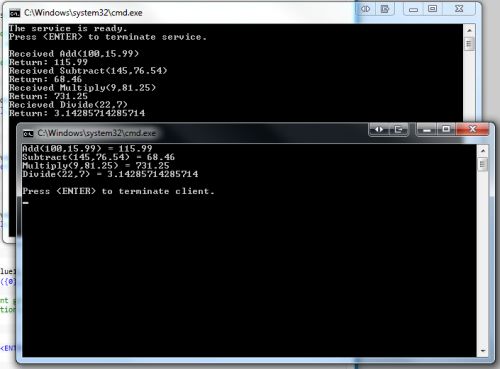 C:\Windows\system32\cmd.exe
The service is ready.
Press <ENTER> to terminate service.
Received Add(100,15.99)
Return: 115.99
Received Subtract(145,76.54)
Return: 68.46
Received Multiply(9,81.25)
Return: 731.25
Recieved Divide(22,7)
Return: 3.14285714285714
C:\Windows\system32\cmd.exe
Add(100,15.99) = 115.99
Subtract(145,76.54) = 68.46
Multiply(9,81.25) = 731.25
Divide(22,7) = 3.14285714285714
Press <ENTER> to terminate client.
lue
({0}
nt
tion
<ENT